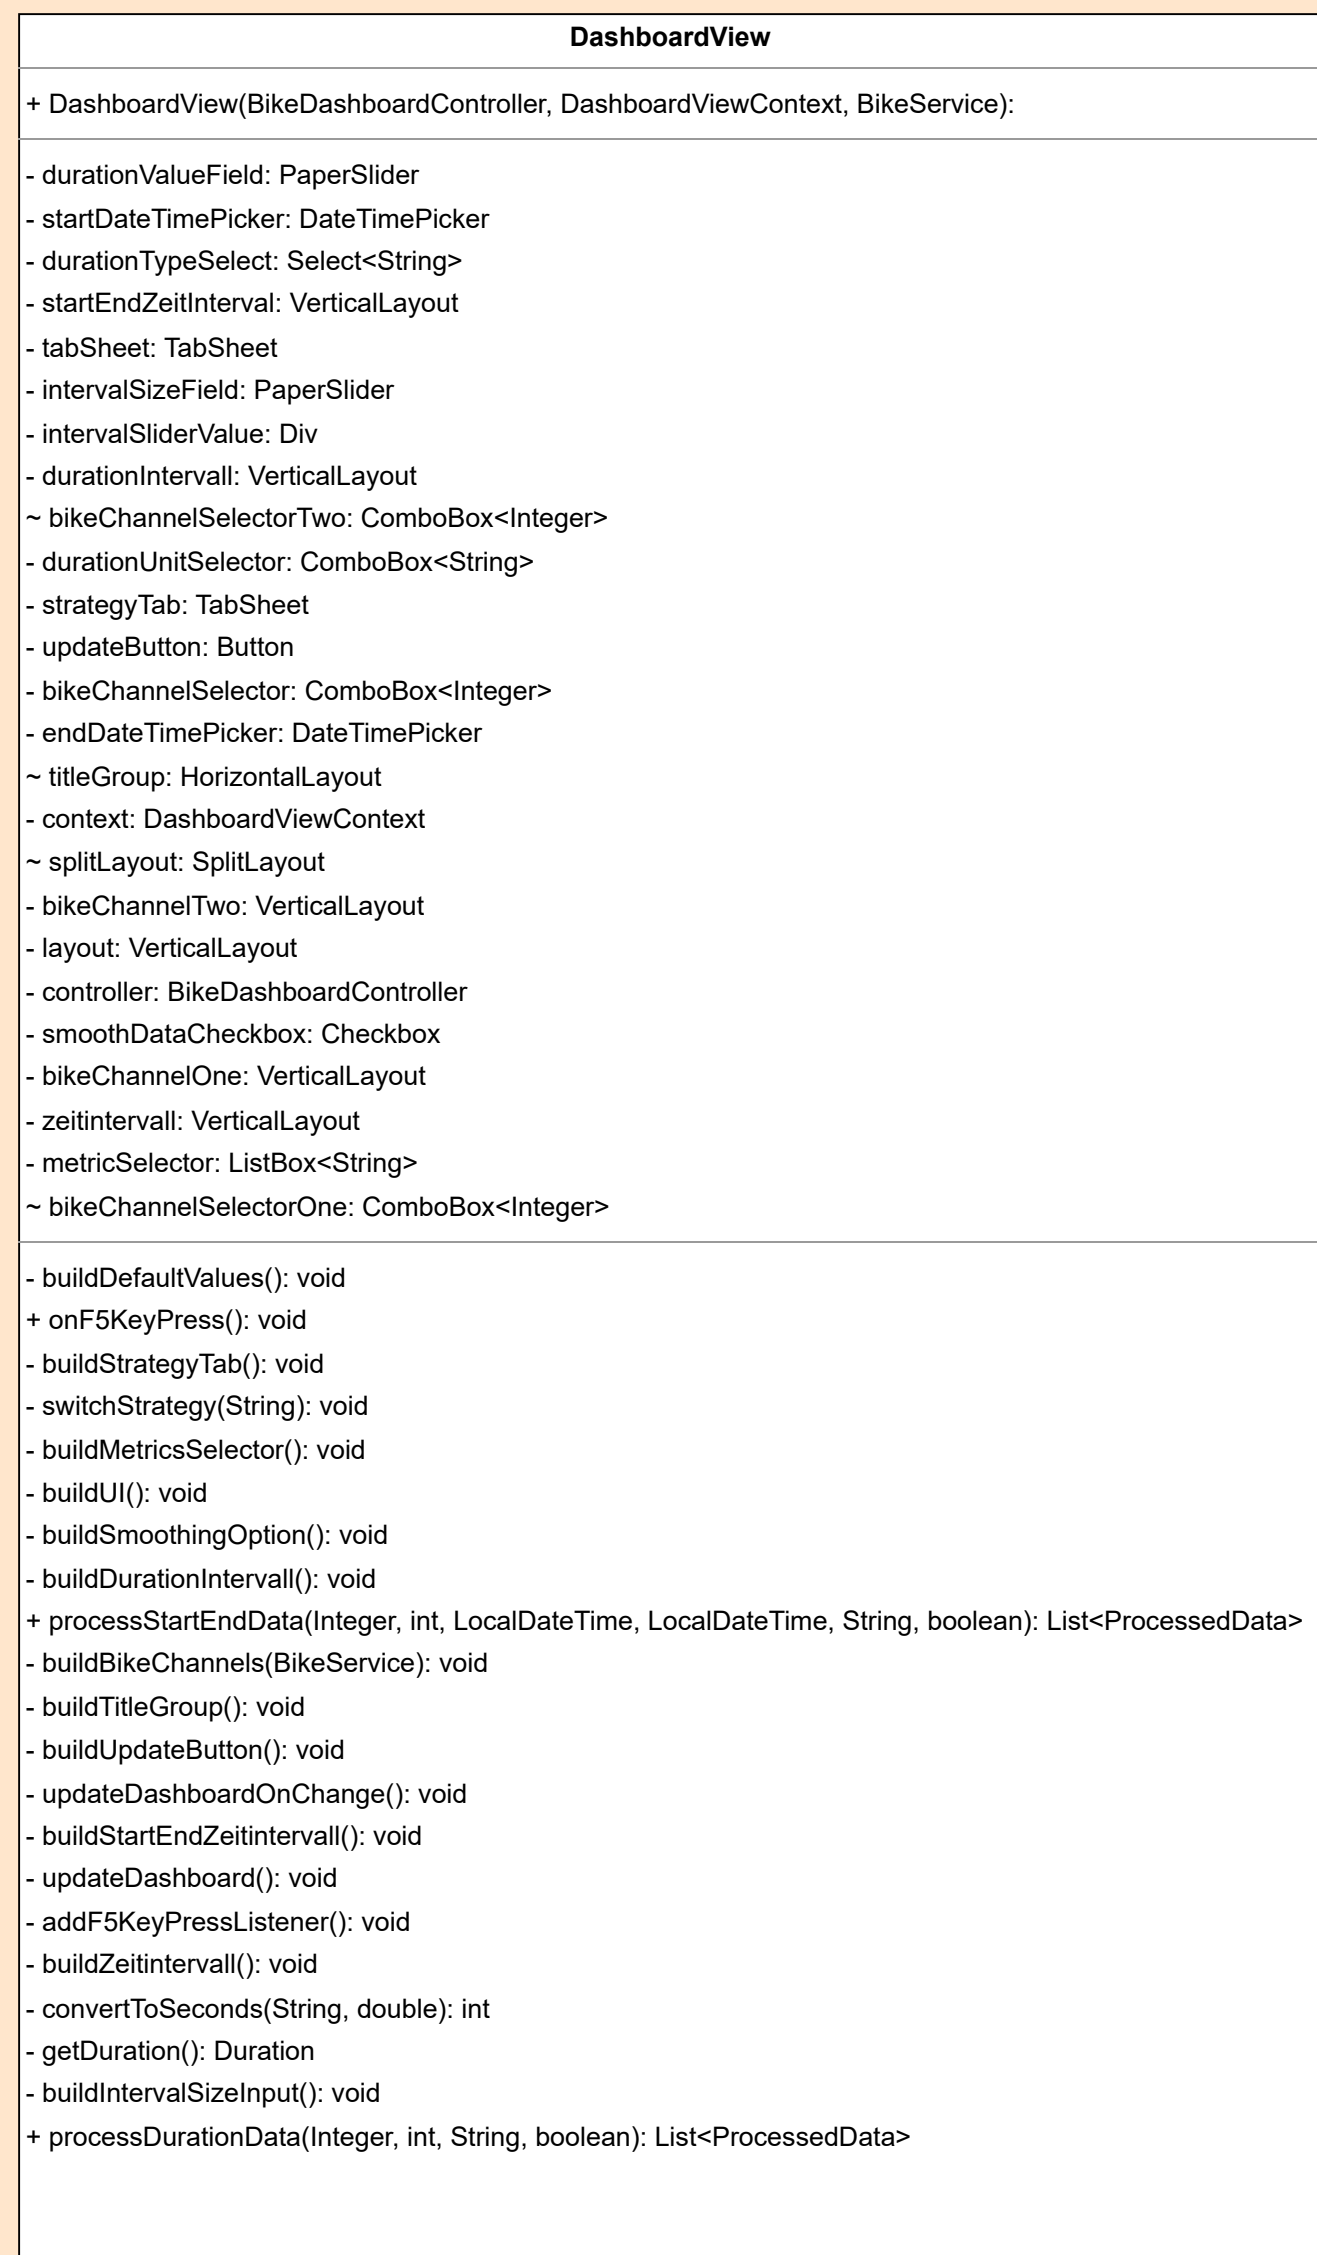 DashboardView
+ DashboardView(BikeDashboardController, DashboardViewContext, BikeService):
- durationValueField: PaperSlider
- startDateTimePicker: DateTimePicker
- durationTypeSelect: Select<String>
- startEndZeitInterval: VerticalLayout
- tabSheet: TabSheet
- intervalSizeField: PaperSlider
- intervalSliderValue: Div
- durationIntervall: VerticalLayout
~ bikeChannelSelectorTwo: ComboBox<Integer>
- durationUnitSelector: ComboBox<String>
- strategyTab: TabSheet
- updateButton: Button
- bikeChannelSelector: ComboBox<Integer>
- endDateTimePicker: DateTimePicker
~ titleGroup: HorizontalLayout
- context: DashboardViewContext
~ splitLayout: SplitLayout
- bikeChannelTwo: VerticalLayout
- layout: VerticalLayout
- controller: BikeDashboardController
- smoothDataCheckbox: Checkbox
- bikeChannelOne: VerticalLayout
- zeitintervall: VerticalLayout
- metricSelector: ListBox<String>
~ bikeChannelSelectorOne: ComboBox<Integer>
- buildDefaultValues(): void
+ onF5KeyPress(): void
- buildStrategyTab(): void
- switchStrategy(String): void
- buildMetricsSelector(): void
- buildUI(): void
- buildSmoothingOption(): void
- buildDurationIntervall(): void
+ processStartEndData(Integer, int, LocalDateTime, LocalDateTime, String, boolean): List<ProcessedData>
- buildBikeChannels(BikeService): void
- buildTitleGroup(): void
- buildUpdateButton(): void
- updateDashboardOnChange(): void
- buildStartEndZeitintervall(): void
- updateDashboard(): void
- addF5KeyPressListener(): void
- buildZeitintervall(): void
- convertToSeconds(String, double): int
- getDuration(): Duration
- buildIntervalSizeInput(): void
+ processDurationData(Integer, int, String, boolean): List<ProcessedData>